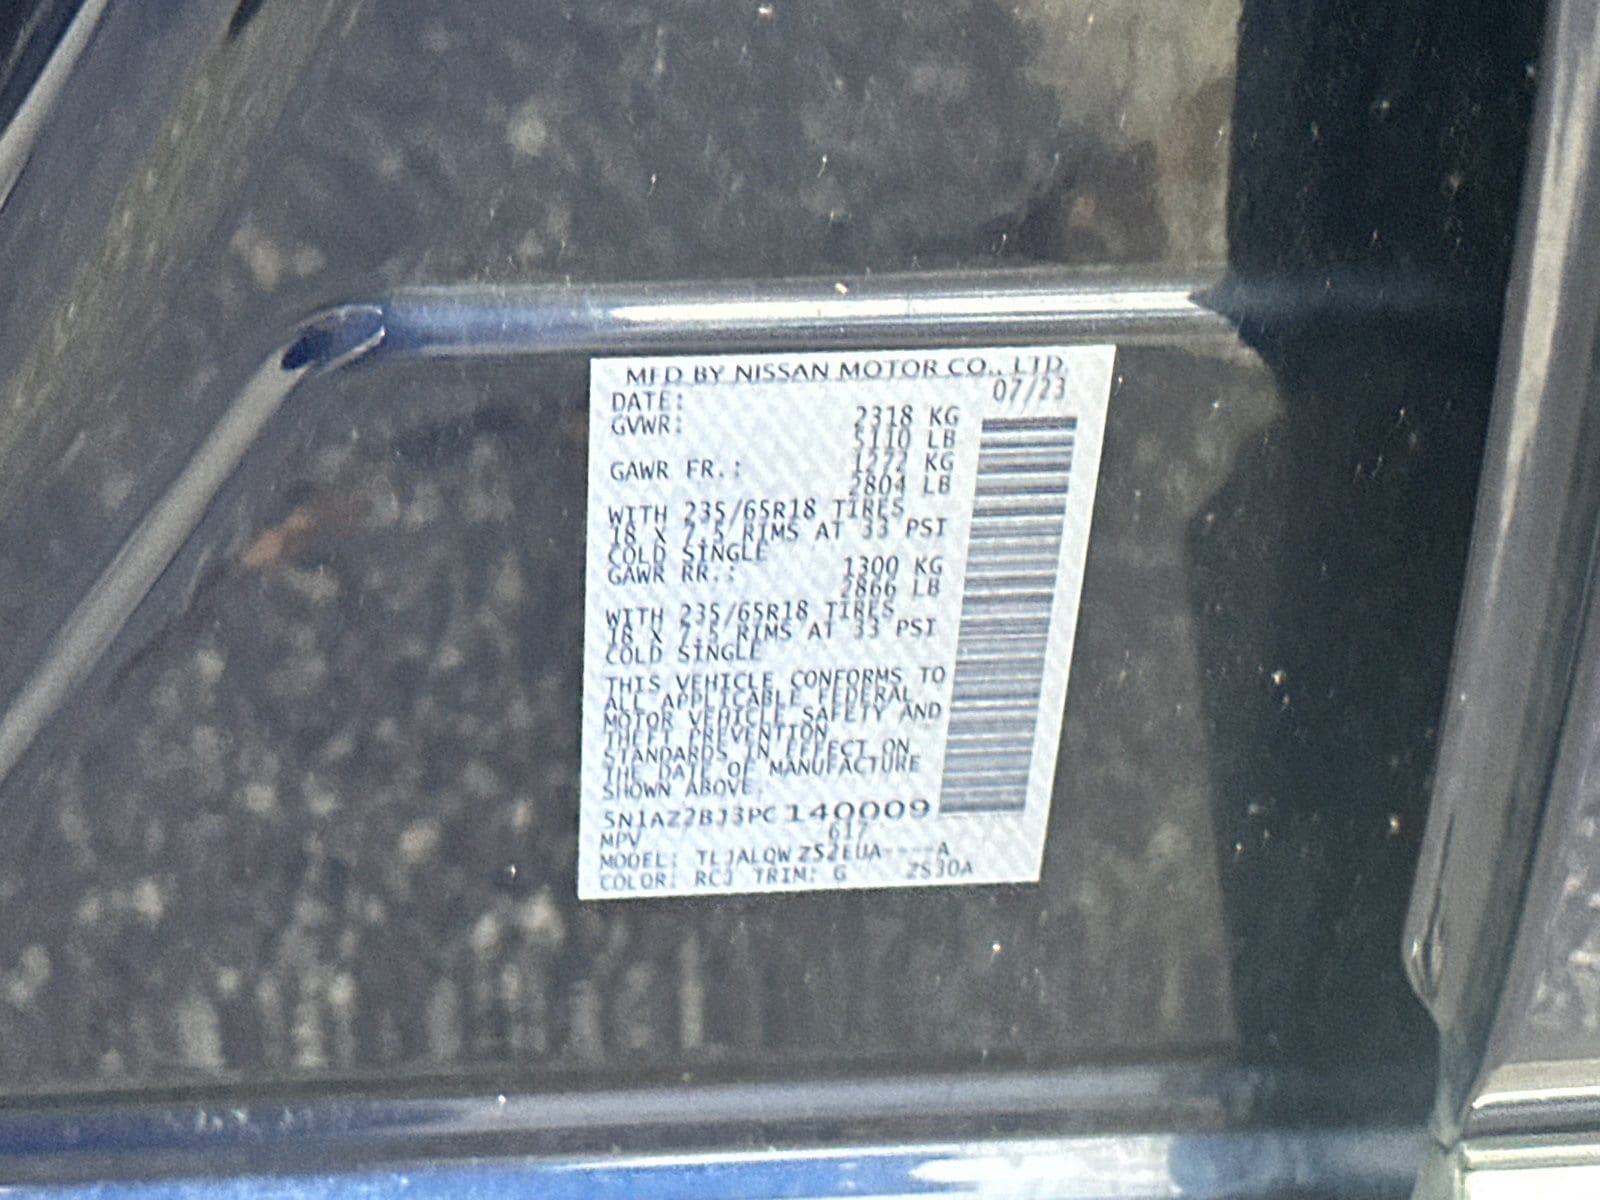 MFD BY NISSAN MOTOR CO., LTD.
DATE: 07/23
GVWR: 2318 KG
5110 LB
GAWR FR.: 1272 KG
2804 LB
WITH 235/65R18 TIRES
18 X 7.5 RIMS AT 33 PSI
COLD SINGLE
GAWR RR.: 1300 KG
2866 LB
WITH 235/65R18 TIRES
18 X 7.5 RIMS AT 33 PSI
COLD SINGLE
THIS VEHICLE CONFORMS TO
ALL APPLICABLE FEDERAL
MOTOR VEHICLE SAFETY AND
THEFT PREVENTION
STANDARDS IN EFFECT ON
THE DATE OF MANUFACTURE
SHOWN ABOVE.
5N1AZ2BJ3PC140009
MPV 617
MODEL: TLJALQW Z52EUA----A
COLOR: RCJ TRIM: G ZS30A